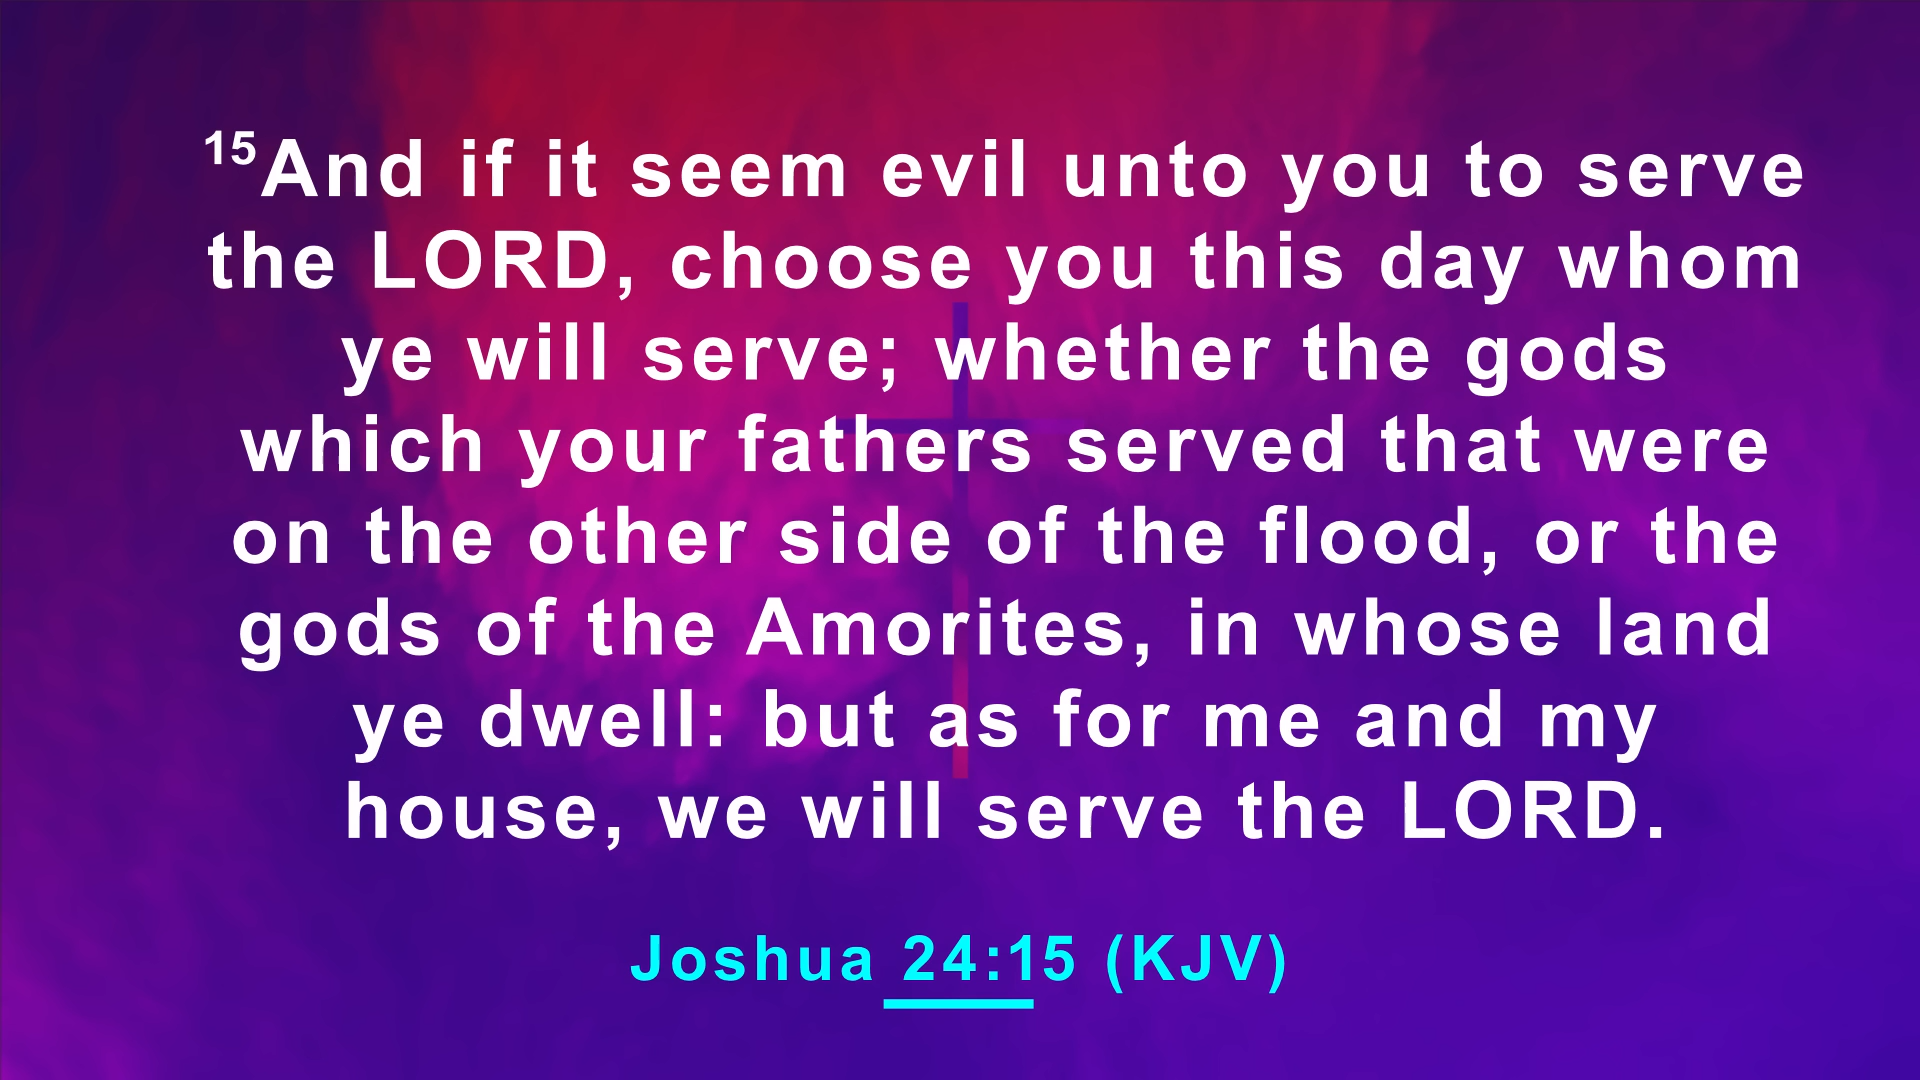 15And if it seem evil unto you to serve
the LORD, choose you this day whom
ye will serve; whether the gods
which your fathers served that were
on the other side of the flood, or the
gods of the Amorites, in whose land
ye dwell: but as for me and my
house, we will serve the LORD.
Joshua 24:15 (KJV)